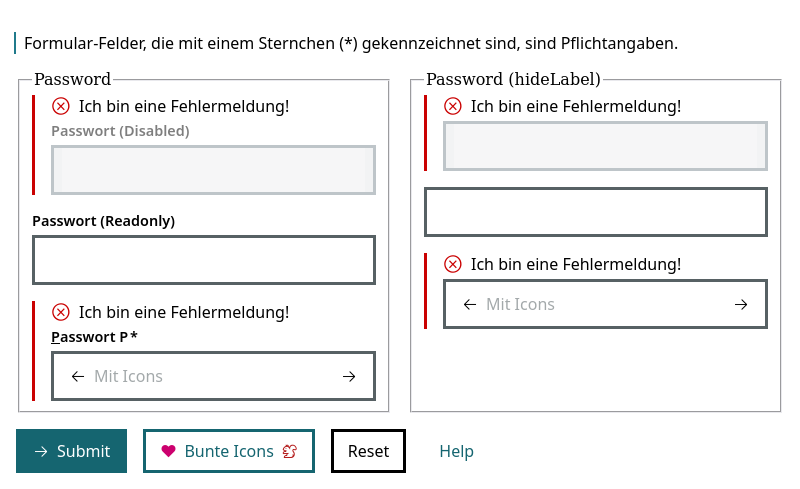 Formular-Felder, die mit einem Sternchen (*) gekennzeichnet sind, sind Pflichtangaben.
Password
Ich bin eine Fehlermeldung!
Passwort (Disabled)
Passwort (Readonly)
Ich bin eine Fehlermeldung!
Passwort P*
Mit Icons
Password (hideLabel)
Ich bin eine Fehlermeldung!
Ich bin eine Fehlermeldung!
Mit Icons
Submit
Bunte Icons
Reset
Help